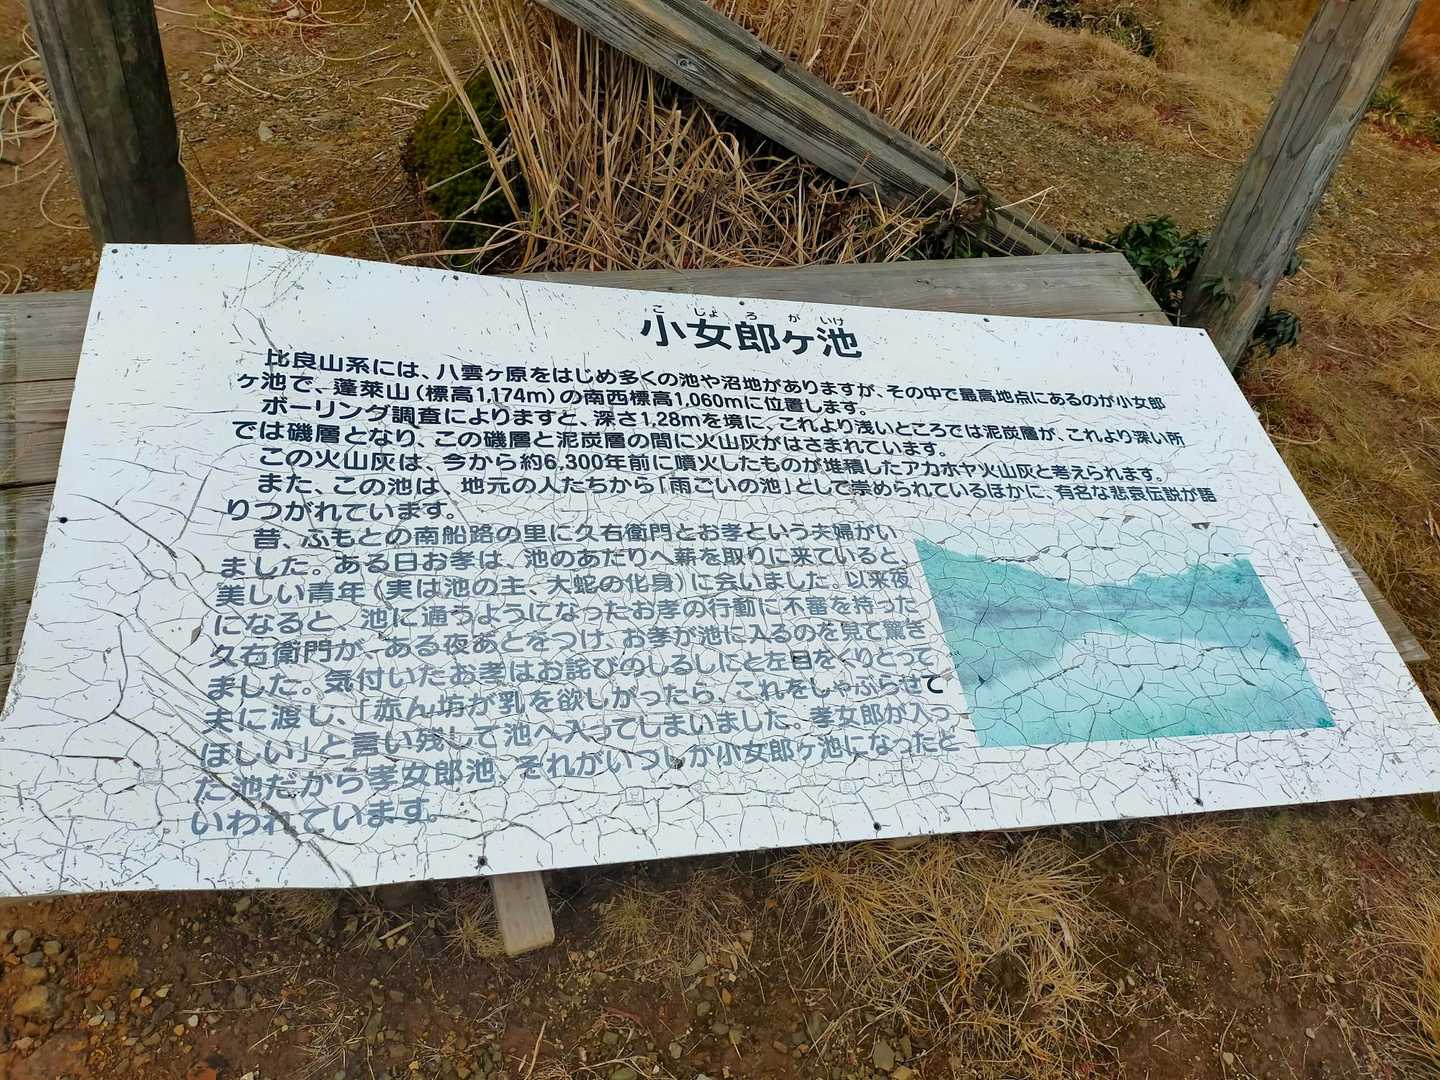 こじょろがいけ
小女郎ヶ池
比良山系には、八雲ヶ原をはじめ多くの池や沼地がありますが、その中で最高地点にあるのが小女郎
ヶ池で、蓬莱山(標高1,174m)の南西標高1,060mに位置します。
ボーリング調査によりますと、深さ1,28mを境に、これより浅いところでは泥炭層が、これより深い所
では礫層となり、この礫層と泥炭層の間に火山灰がはさまれています。
この火山灰は、今から約6,300年前に噴火したものが堆積したアカホヤ火山灰と考えられます。
また、この池は、地元の人たちから「雨ごいの池」として崇められているほかに、有名な悲哀伝説が語
りつがれています。
昔、ふもとの南船路の里に久右衛門とお孝という夫婦がい
ました。ある日お孝は、池のあたりへ薪を取りに来ていると、
美しい青年(実は池の主、大蛇の化身)に会いました。以来夜
になると、池に通うようになったお孝の行動に不審を持った
久右衛門が、ある夜あとをつけ、お孝が池に入るのを見て驚き
ました。気付いたお孝はお詫びのしるしにと左目をくりとって
夫に渡し、「赤ん坊が乳を欲しがったら、これをしゃぶらせて
ほしい」と言い残して池へ入ってしまいました。孝女郎が入っ
た池だから孝女郎池、それがいつしか小女郎ヶ池になったと
いわれています。